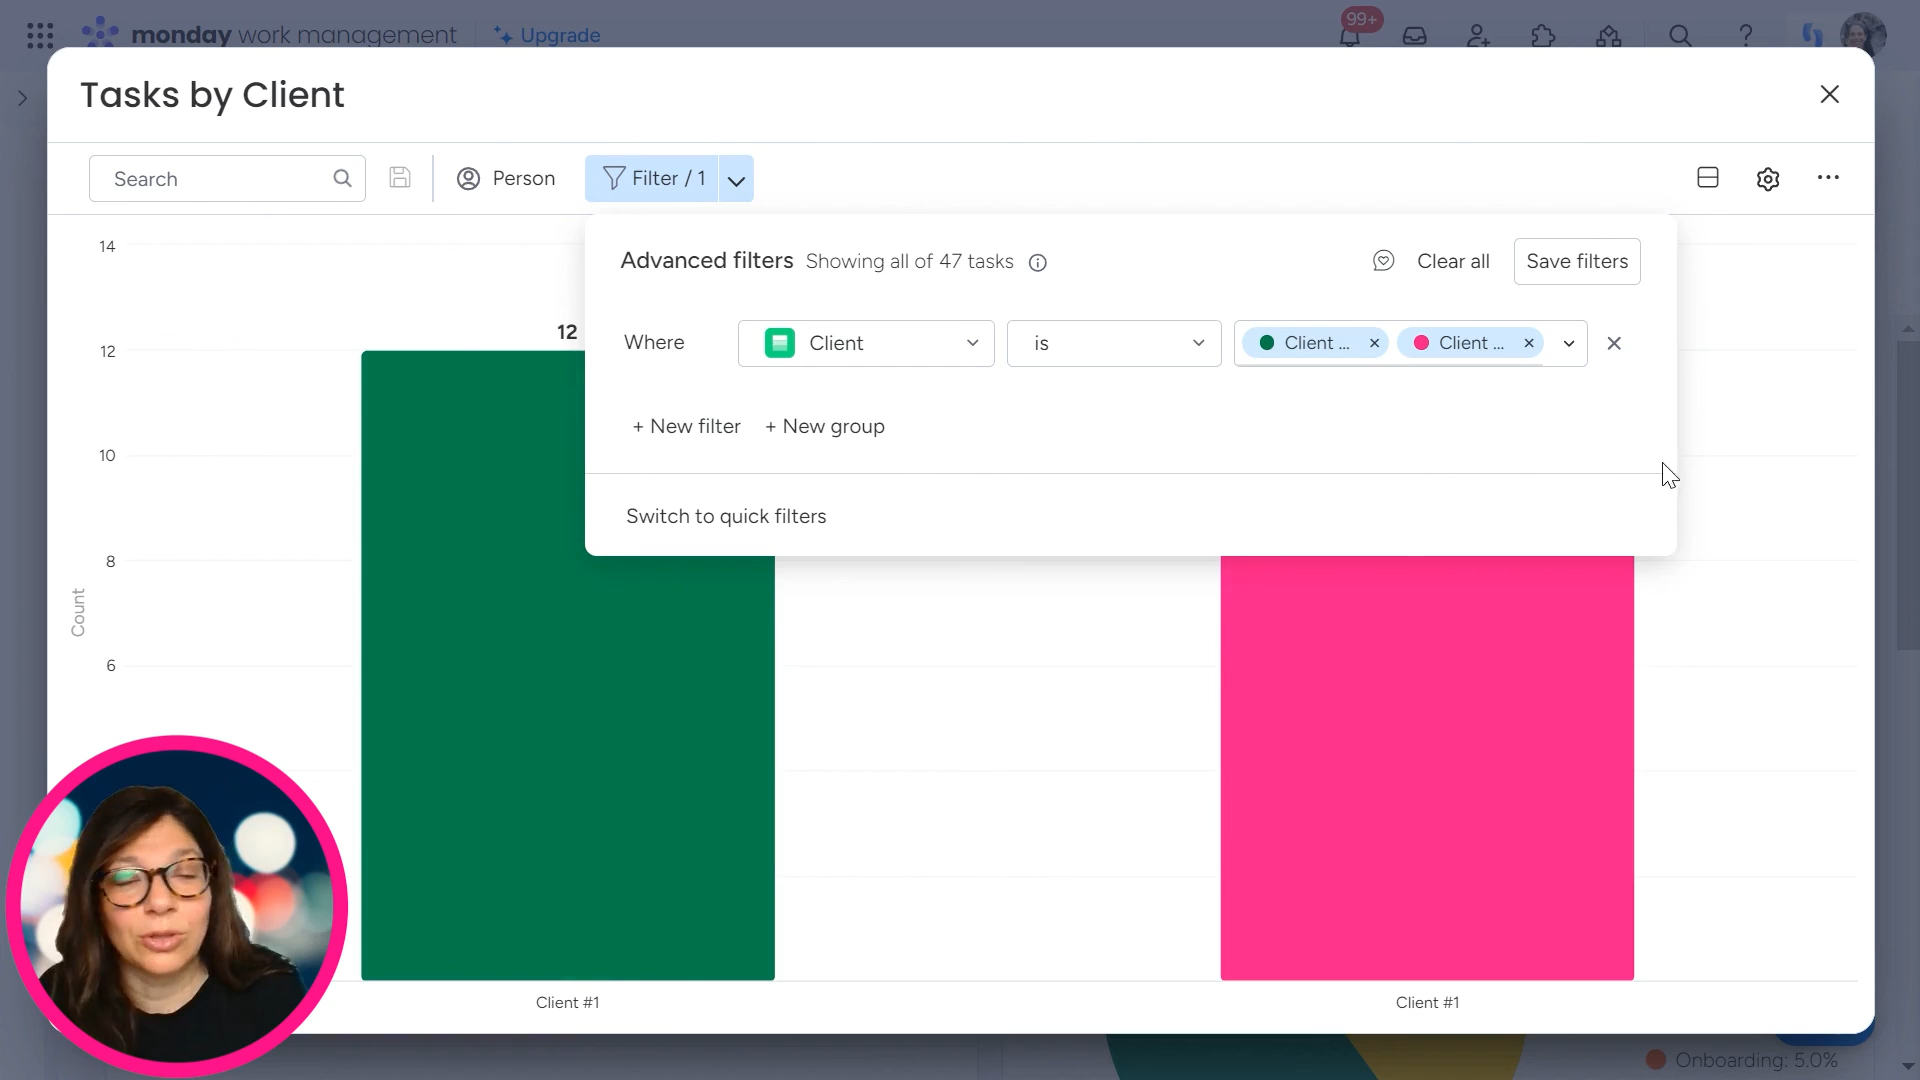 monday work management
Upgrade
99+
Tasks by Client
Search
Person
Filter / 1
Advanced filters
Showing all of 47 tasks
Clear all
Save filters
Where
Client
is
Client ...
Client ...
+ New filter
+ New group
Switch to quick filters
14
12
10
8
6
Count
12
Client #1
Client #1
Onboarding: 5.0%